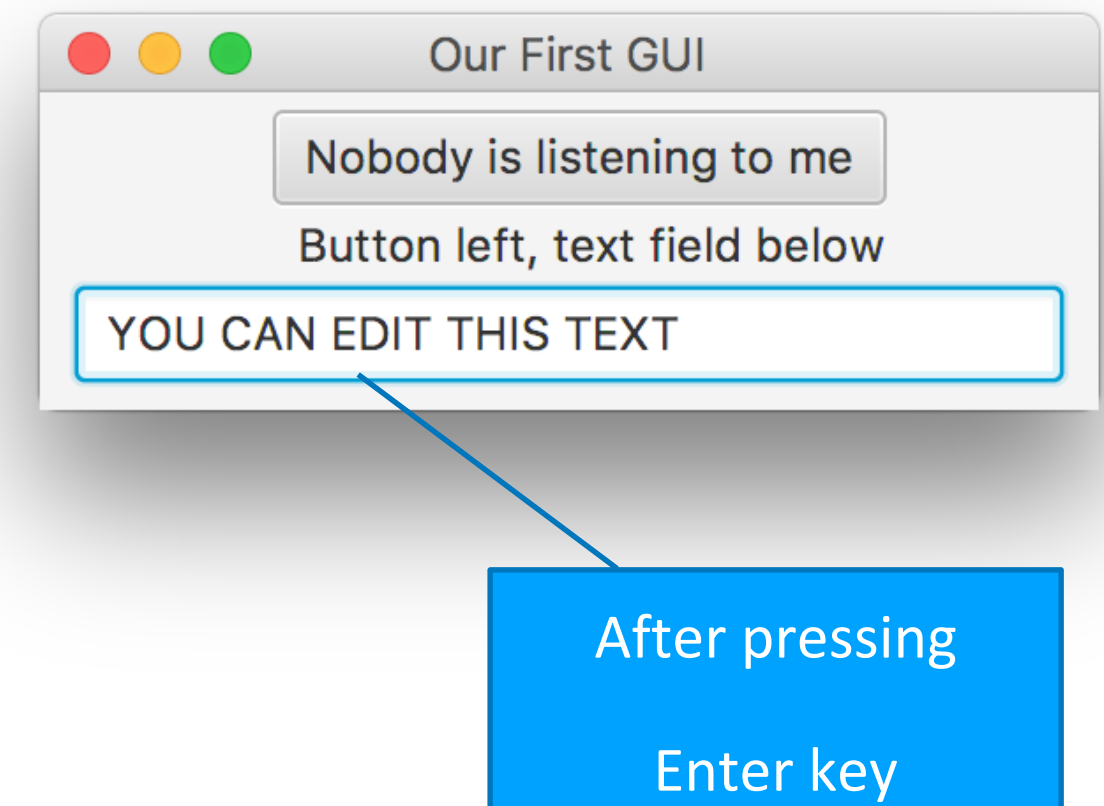 Our First GUI
Nobody is listening to me
Button left, text field below
YOU CAN EDIT THIS TEXT
After pressing
Enter key